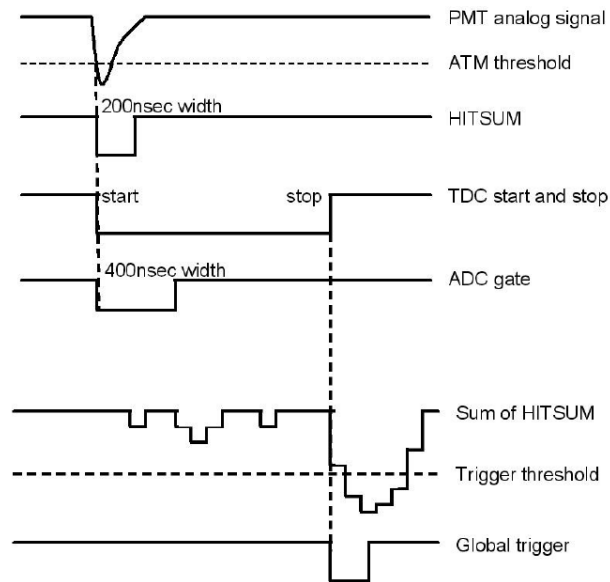 PMT analog signal
ATM threshold
200nsec width
HITSUM
start
stop
TDC start and stop
400nsec width
ADC gate
Sum of HITSUM
Trigger threshold
Global trigger